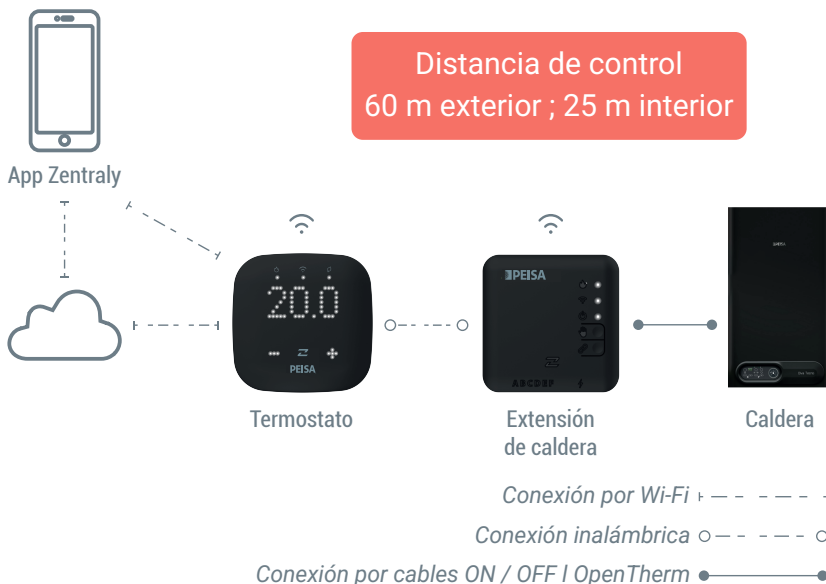 Distancia de control
60 m exterior ; 25 m interior
App Zentraly
PEISA
20.0
PEISA
ABCDEF
PEISA
Termostato
Extensión
de caldera
Caldera
Conexión por Wi-Fi
Conexión inalámbrica
Conexión por cables ON / OFF l OpenTherm